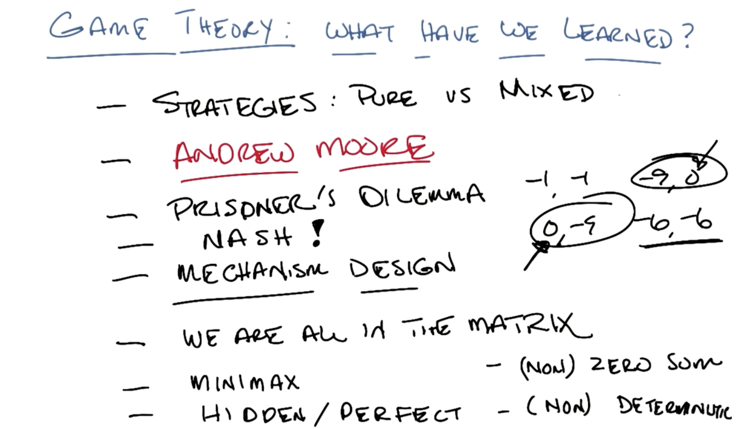 GAME THEORY: WHAT HAVE WE LEARNED?
— STRATEGIES: PURE VS MIXED
— ANDREW MOORE
— PRISONER'S DILEMMA
— NASH!
— MECHANISM DESIGN
— WE ARE ALL IN THE MATRIX
— MINIMAX
— HIDDEN/PERFECT
-1, -1 -9, 0
0, -9 -6, -6
- (NON) ZERO SUM
- (NON) DETERMINISTIC